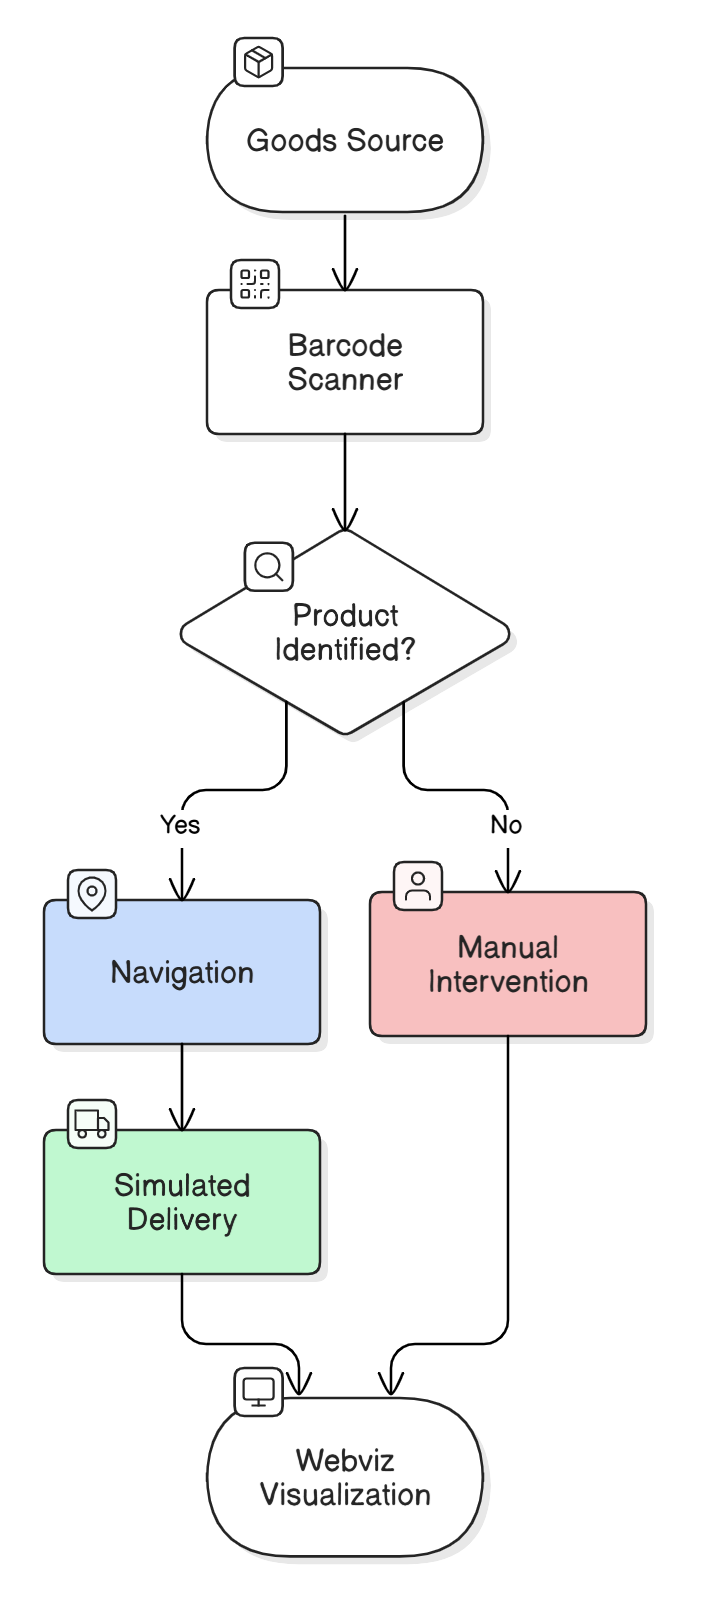 Goods Source
Barcode
Scanner
Product
Identified?
Yes
No
Navigation
Manual
Intervention
Simulated
Delivery
Webviz
Visualization